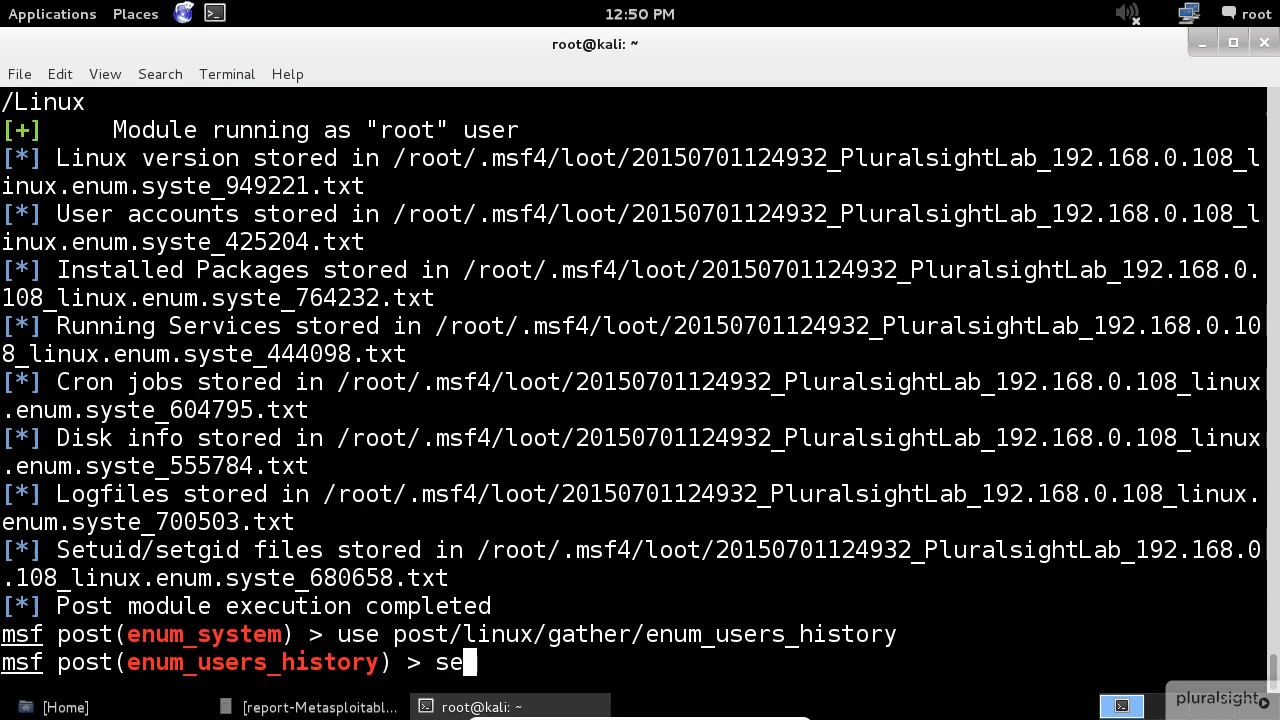 Applications Places 12:50 PM root
root@kali: ~
File Edit View Search Terminal Help
/Linux
[+]     Module running as "root" user
[*] Linux version stored in /root/.msf4/loot/20150701124932_PluralsightLab_192.168.0.108_l
inux.enum.syste_949221.txt
[*] User accounts stored in /root/.msf4/loot/20150701124932_PluralsightLab_192.168.0.108_l
inux.enum.syste_425204.txt
[*] Installed Packages stored in /root/.msf4/loot/20150701124932_PluralsightLab_192.168.0.
108_linux.enum.syste_764232.txt
[*] Running Services stored in /root/.msf4/loot/20150701124932_PluralsightLab_192.168.0.10
8_linux.enum.syste_444098.txt
[*] Cron jobs stored in /root/.msf4/loot/20150701124932_PluralsightLab_192.168.0.108_linux
.enum.syste_604795.txt
[*] Disk info stored in /root/.msf4/loot/20150701124932_PluralsightLab_192.168.0.108_linux
.enum.syste_555784.txt
[*] Logfiles stored in /root/.msf4/loot/20150701124932_PluralsightLab_192.168.0.108_linux.
enum.syste_700503.txt
[*] Setuid/setgid files stored in /root/.msf4/loot/20150701124932_PluralsightLab_192.168.0
.108_linux.enum.syste_680658.txt
[*] Post module execution completed
msf post(enum_system) > use post/linux/gather/enum_users_history
msf post(enum_users_history) > se
[Home] [report-Metasploitabl... root@kali: ~
pluralsight